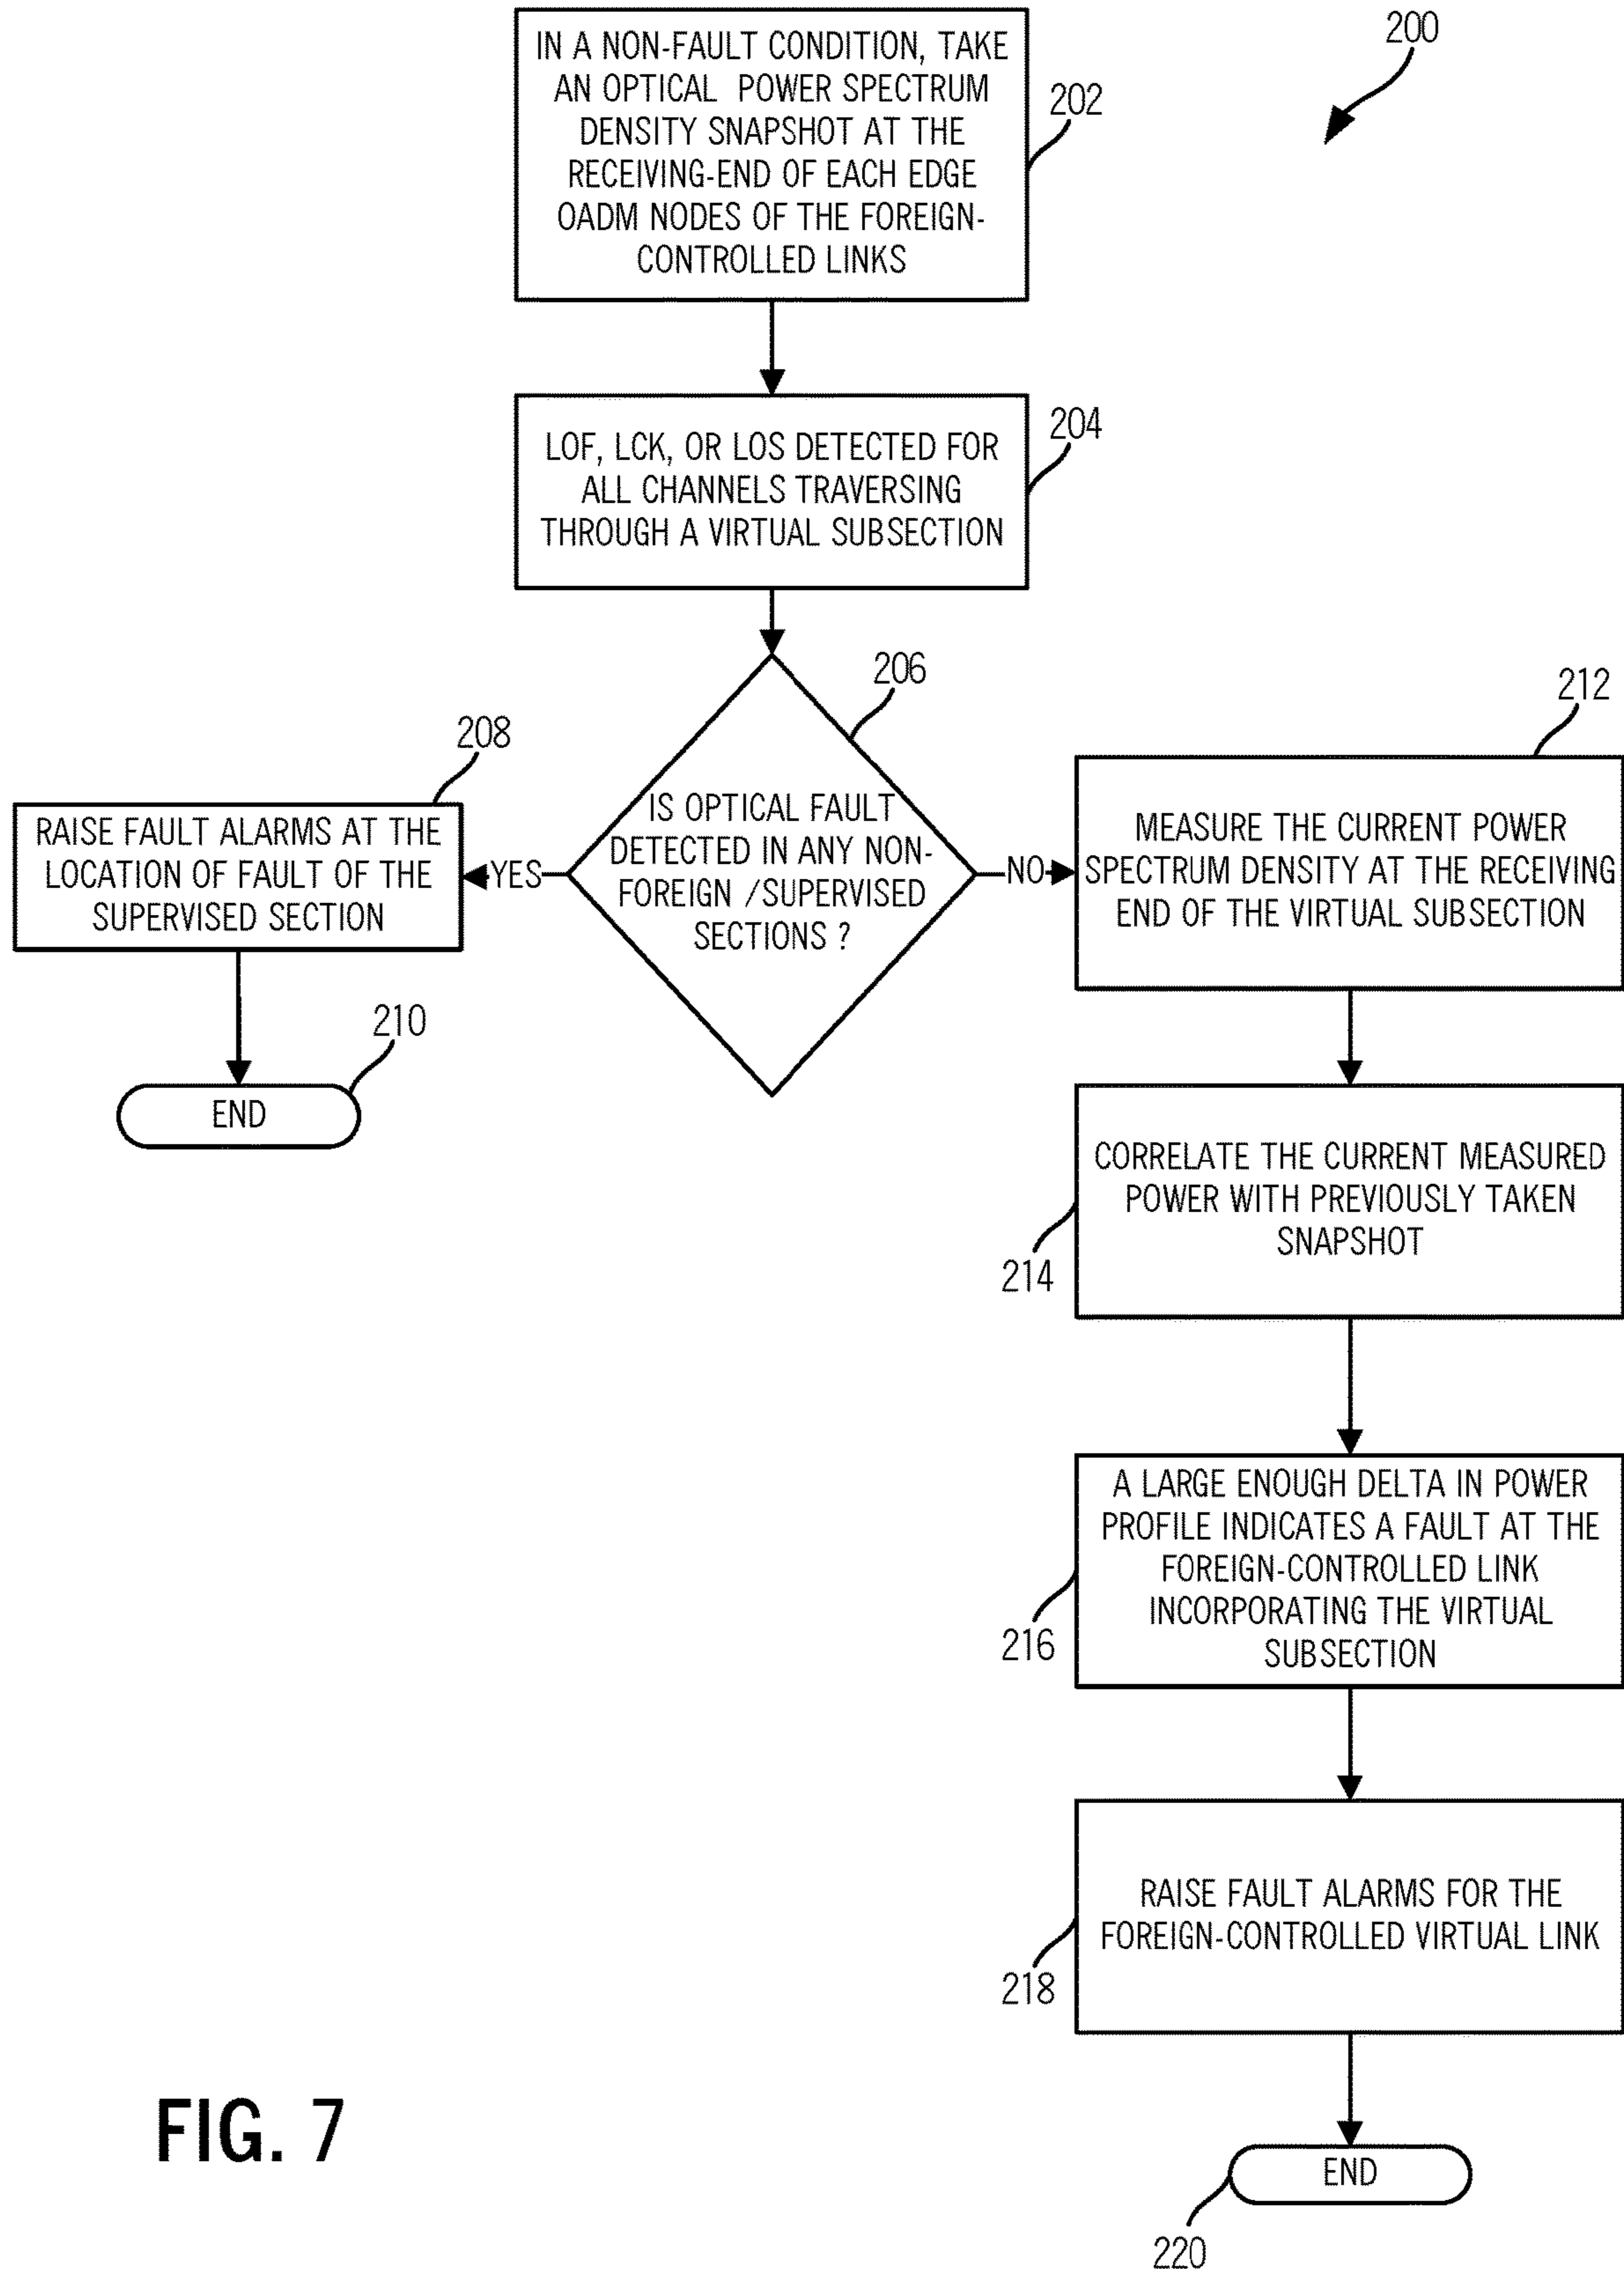 200
IN A NON-FAULT CONDITION, TAKE
AN OPTICAL POWER SPECTRUM
DENSITY SNAPSHOT AT THE
RECEIVING-END OF EACH EDGE
OADM NODES OF THE FOREIGN-
CONTROLLED LINKS
202
LOF, LCK, OR LOS DETECTED FOR
ALL CHANNELS TRAVERSING
THROUGH A VIRTUAL SUBSECTION
204
IS OPTICAL FAULT
DETECTED IN ANY NON-
FOREIGN /SUPERVISED
SECTIONS ?
206
YES
208
RAISE FAULT ALARMS AT THE
LOCATION OF FAULT OF THE
SUPERVISED SECTION
210
END
NO
212
MEASURE THE CURRENT POWER
SPECTRUM DENSITY AT THE RECEIVING
END OF THE VIRTUAL SUBSECTION
CORRELATE THE CURRENT MEASURED
POWER WITH PREVIOUSLY TAKEN
SNAPSHOT
214
A LARGE ENOUGH DELTA IN POWER
PROFILE INDICATES A FAULT AT THE
FOREIGN-CONTROLLED LINK
INCORPORATING THE VIRTUAL
SUBSECTION
216
RAISE FAULT ALARMS FOR THE
FOREIGN-CONTROLLED VIRTUAL LINK
218
END
220
FIG. 7